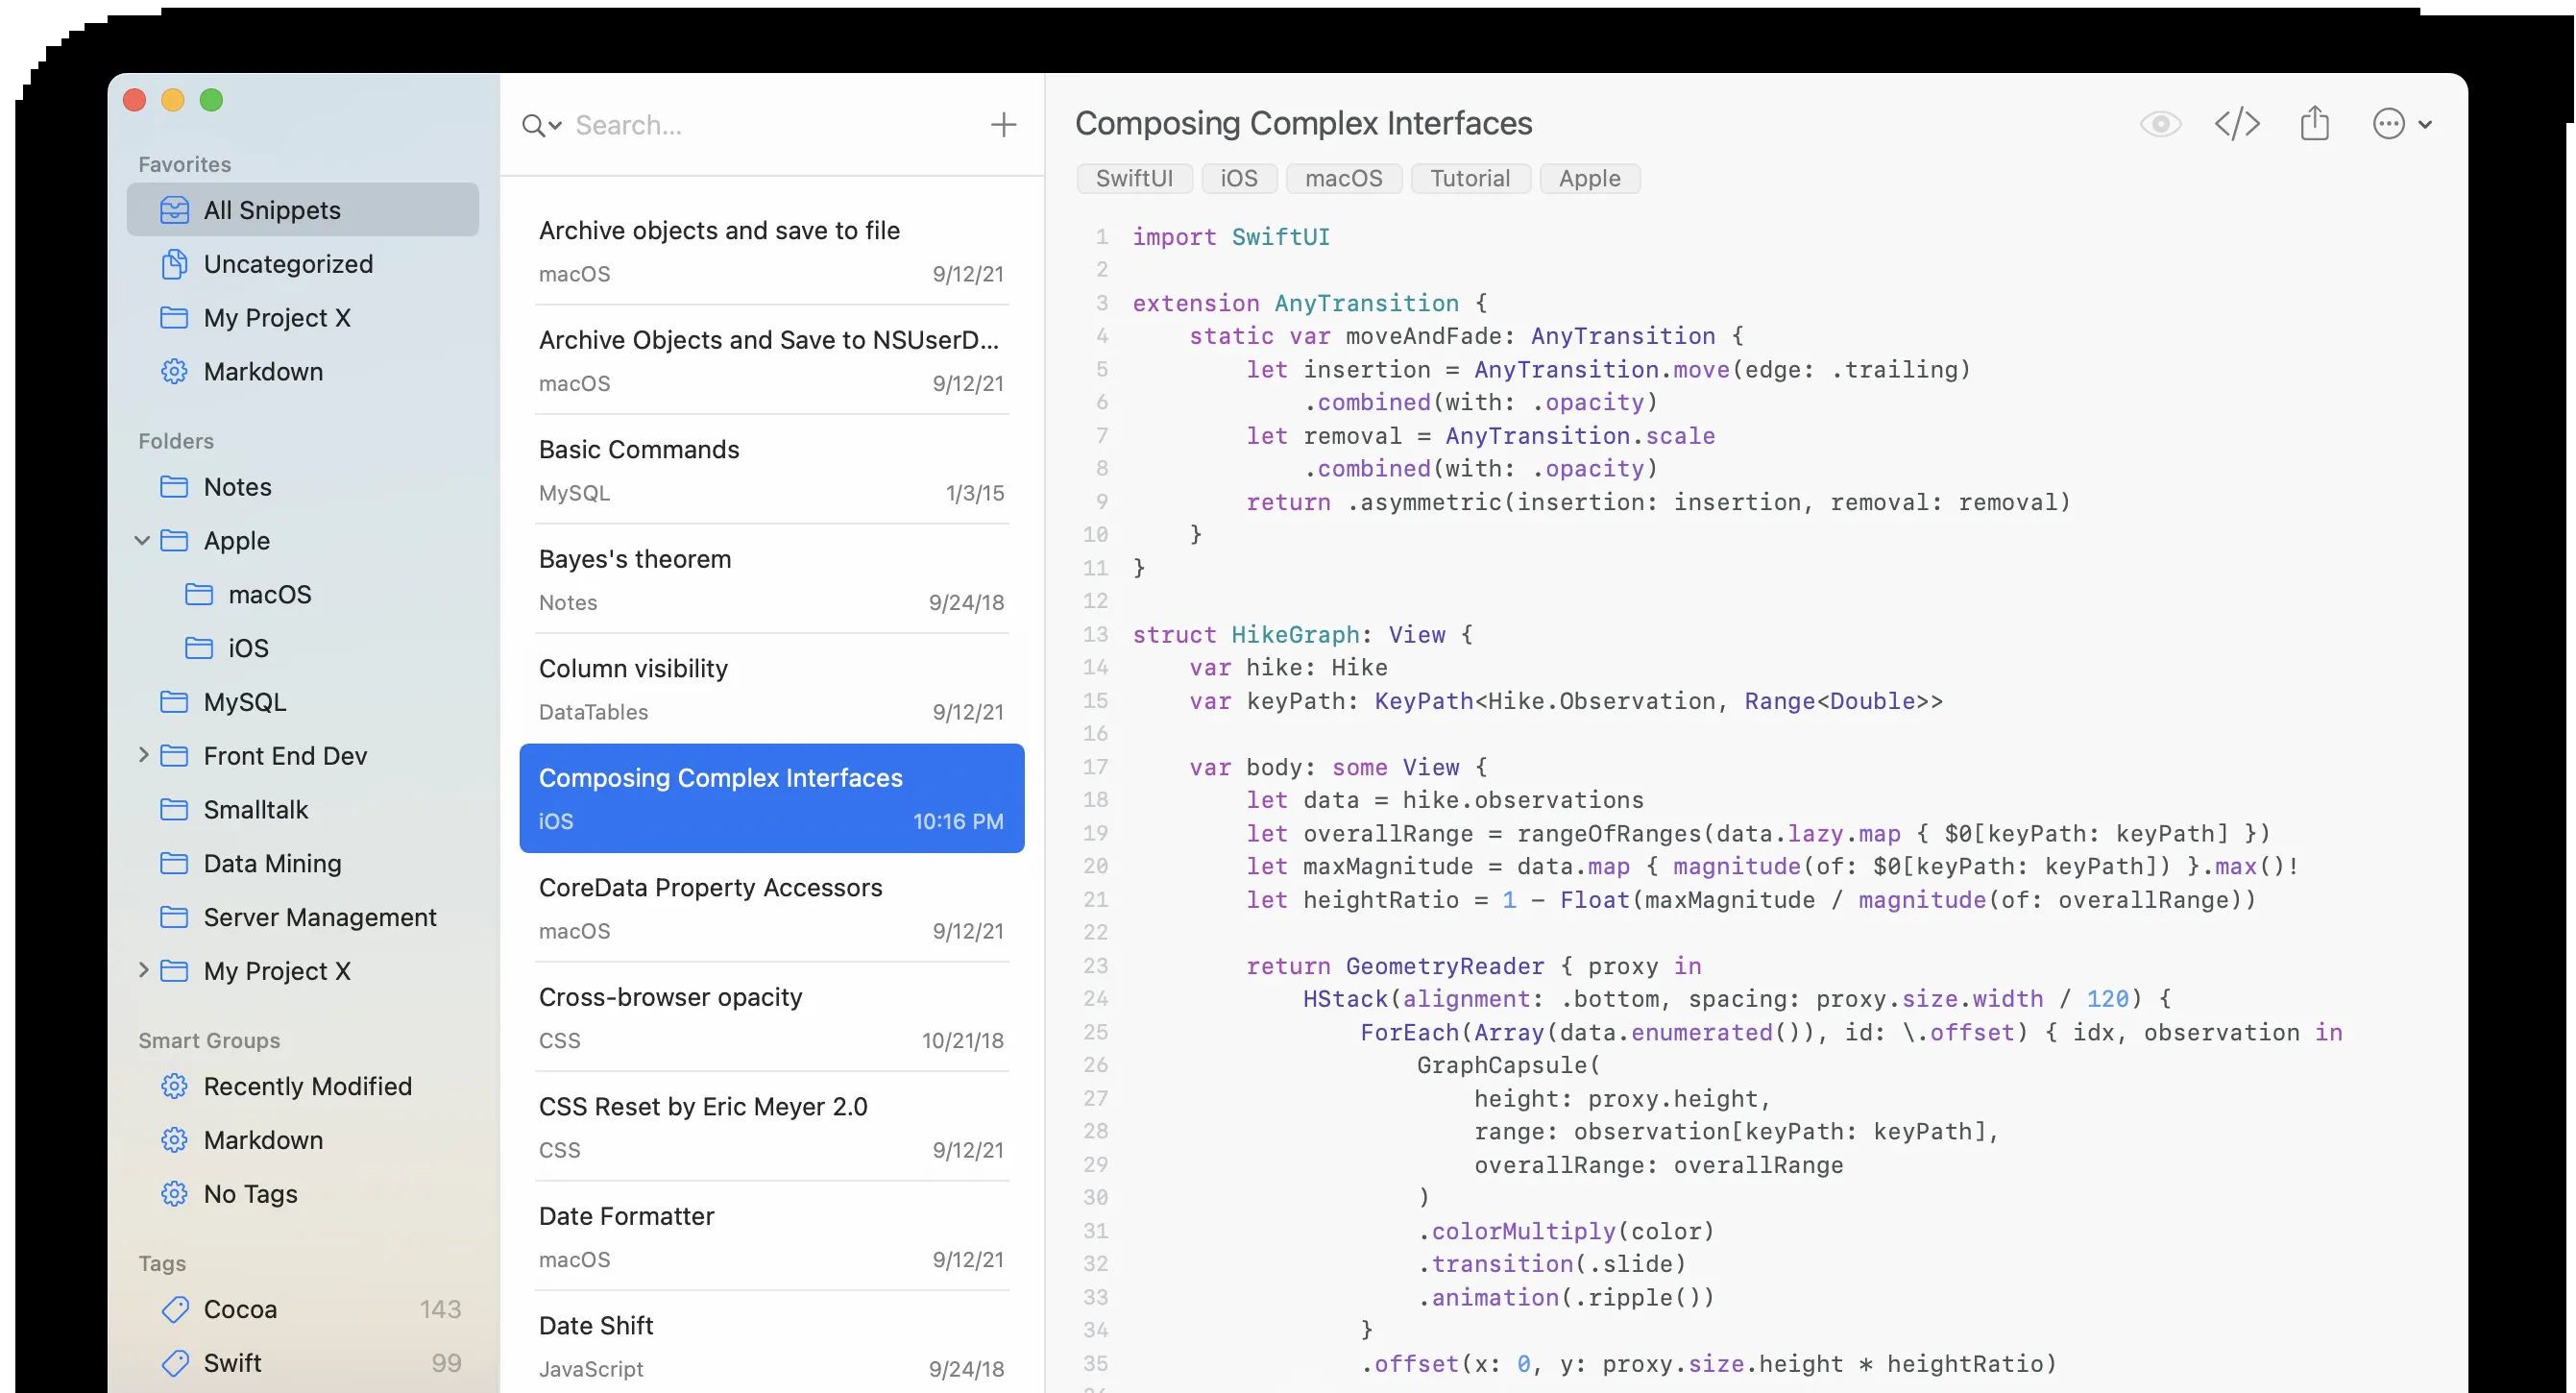 Favorites
All Snippets
Uncategorized
My Project X
Markdown
Folders
Notes
Apple
macOS
iOS
MySQL
Front End Dev
Smalltalk
Data Mining
Server Management
My Project X
Smart Groups
Recently Modified
Markdown
No Tags
Tags
Cocoa 143
Swift 99
Search...
Archive objects and save to file
macOS 9/12/21
Archive Objects and Save to NSUserD...
macOS 9/12/21
Basic Commands
MySQL 1/3/15
Bayes's theorem
Notes 9/24/18
Column visibility
DataTables 9/12/21
Composing Complex Interfaces
iOS 10:16 PM
CoreData Property Accessors
macOS 9/12/21
Cross-browser opacity
CSS 10/21/18
CSS Reset by Eric Meyer 2.0
CSS 9/12/21
Date Formatter
macOS 9/12/21
Date Shift
JavaScript 9/24/18
Composing Complex Interfaces
SwiftUI iOS macOS Tutorial Apple
1 import SwiftUI
2
3 extension AnyTransition {
4     static var moveAndFade: AnyTransition {
5         let insertion = AnyTransition.move(edge: .trailing)
6             .combined(with: .opacity)
7         let removal = AnyTransition.scale
8             .combined(with: .opacity)
9         return .asymmetric(insertion: insertion, removal: removal)
10     }
11 }
12
13 struct HikeGraph: View {
14     var hike: Hike
15     var keyPath: KeyPath<Hike.Observation, Range<Double>>
16
17     var body: some View {
18         let data = hike.observations
19         let overallRange = rangeOfRanges(data.lazy.map { $0[keyPath: keyPath] })
20         let maxMagnitude = data.map { magnitude(of: $0[keyPath: keyPath]) }.max()!
21         let heightRatio = 1 - Float(maxMagnitude / magnitude(of: overallRange))
22
23         return GeometryReader { proxy in
24             HStack(alignment: .bottom, spacing: proxy.size.width / 120) {
25                 ForEach(Array(data.enumerated()), id: \.offset) { idx, observation in
26                     GraphCapsule(
27                         height: proxy.height,
28                         range: observation[keyPath: keyPath],
29                         overallRange: overallRange
30                     )
31                     .colorMultiply(color)
32                     .transition(.slide)
33                     .animation(.ripple())
34                 }
35                 .offset(x: 0, y: proxy.size.height * heightRatio)